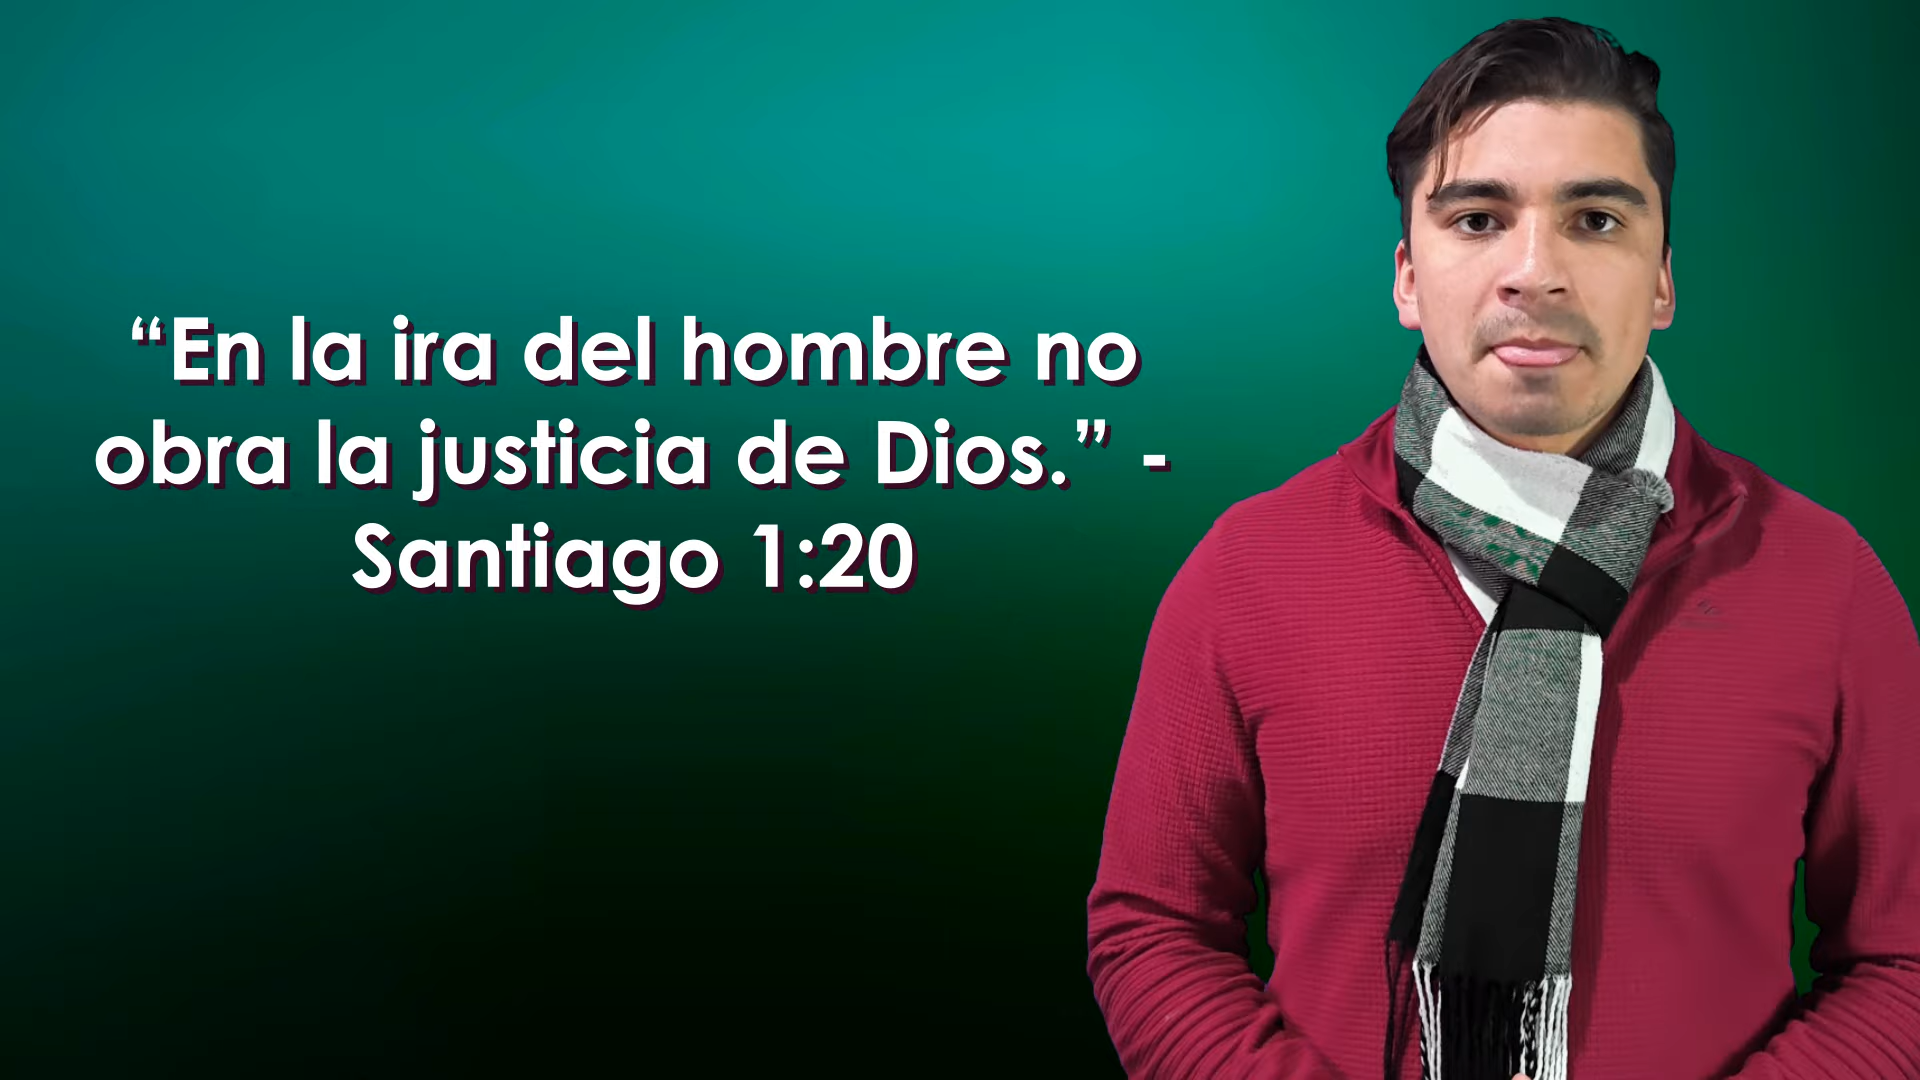 “En la ira del hombre no
obra la justicia de Dios.” -
Santiago 1:20